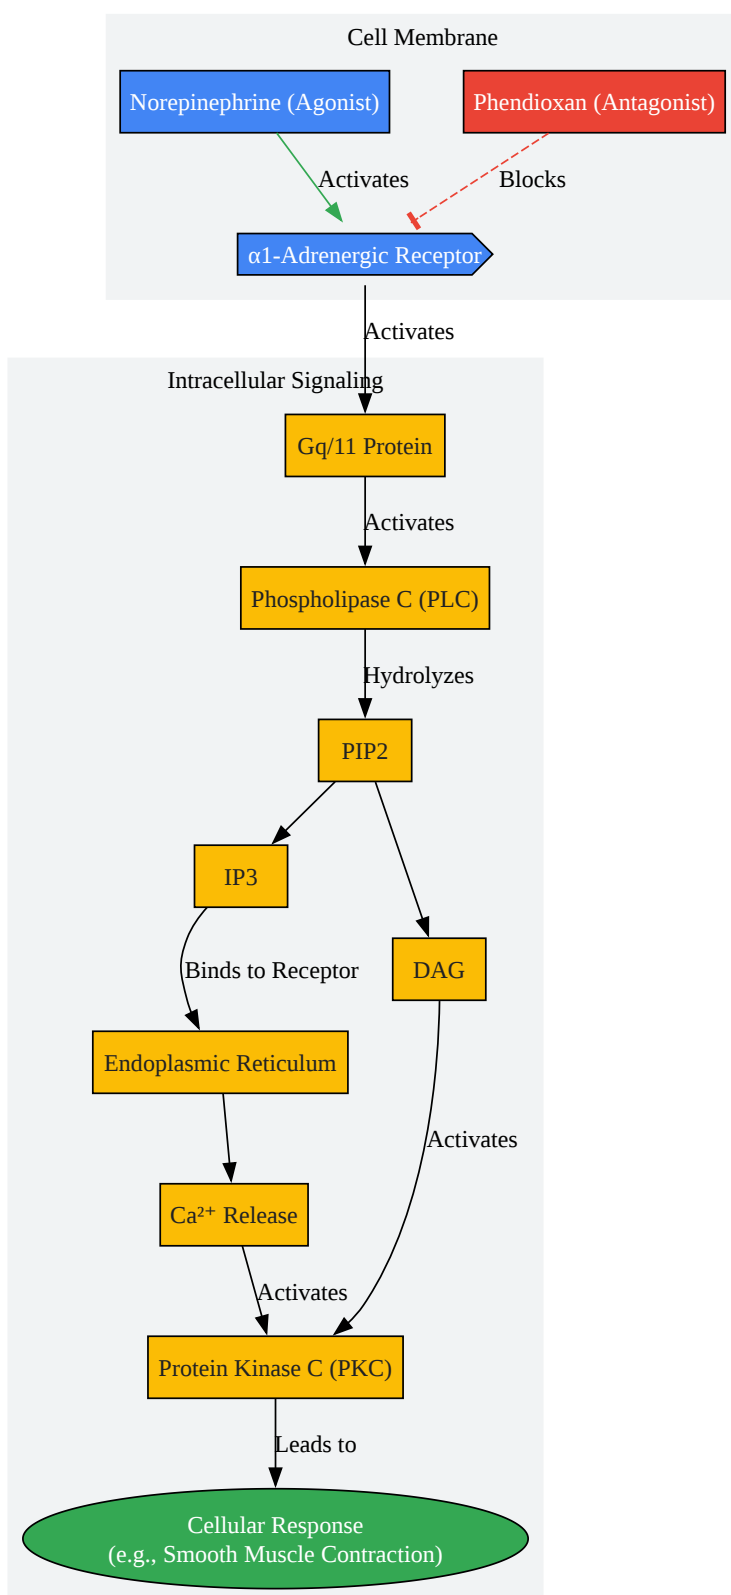 Cell Membrane
Norepinephrine (Agonist)
Phendioxan (Antagonist)
Activates
Blocks
α1-Adrenergic Receptor
Activates
Intracellular Signaling
Gq/11 Protein
Activates
Phospholipase C (PLC)
Hydrolyzes
PIP2
IP3
DAG
Binds to Receptor
Endoplasmic Reticulum
Activates
Ca²⁺ Release
Activates
Protein Kinase C (PKC)
Leads to
Cellular Response
(e.g., Smooth Muscle Contraction)